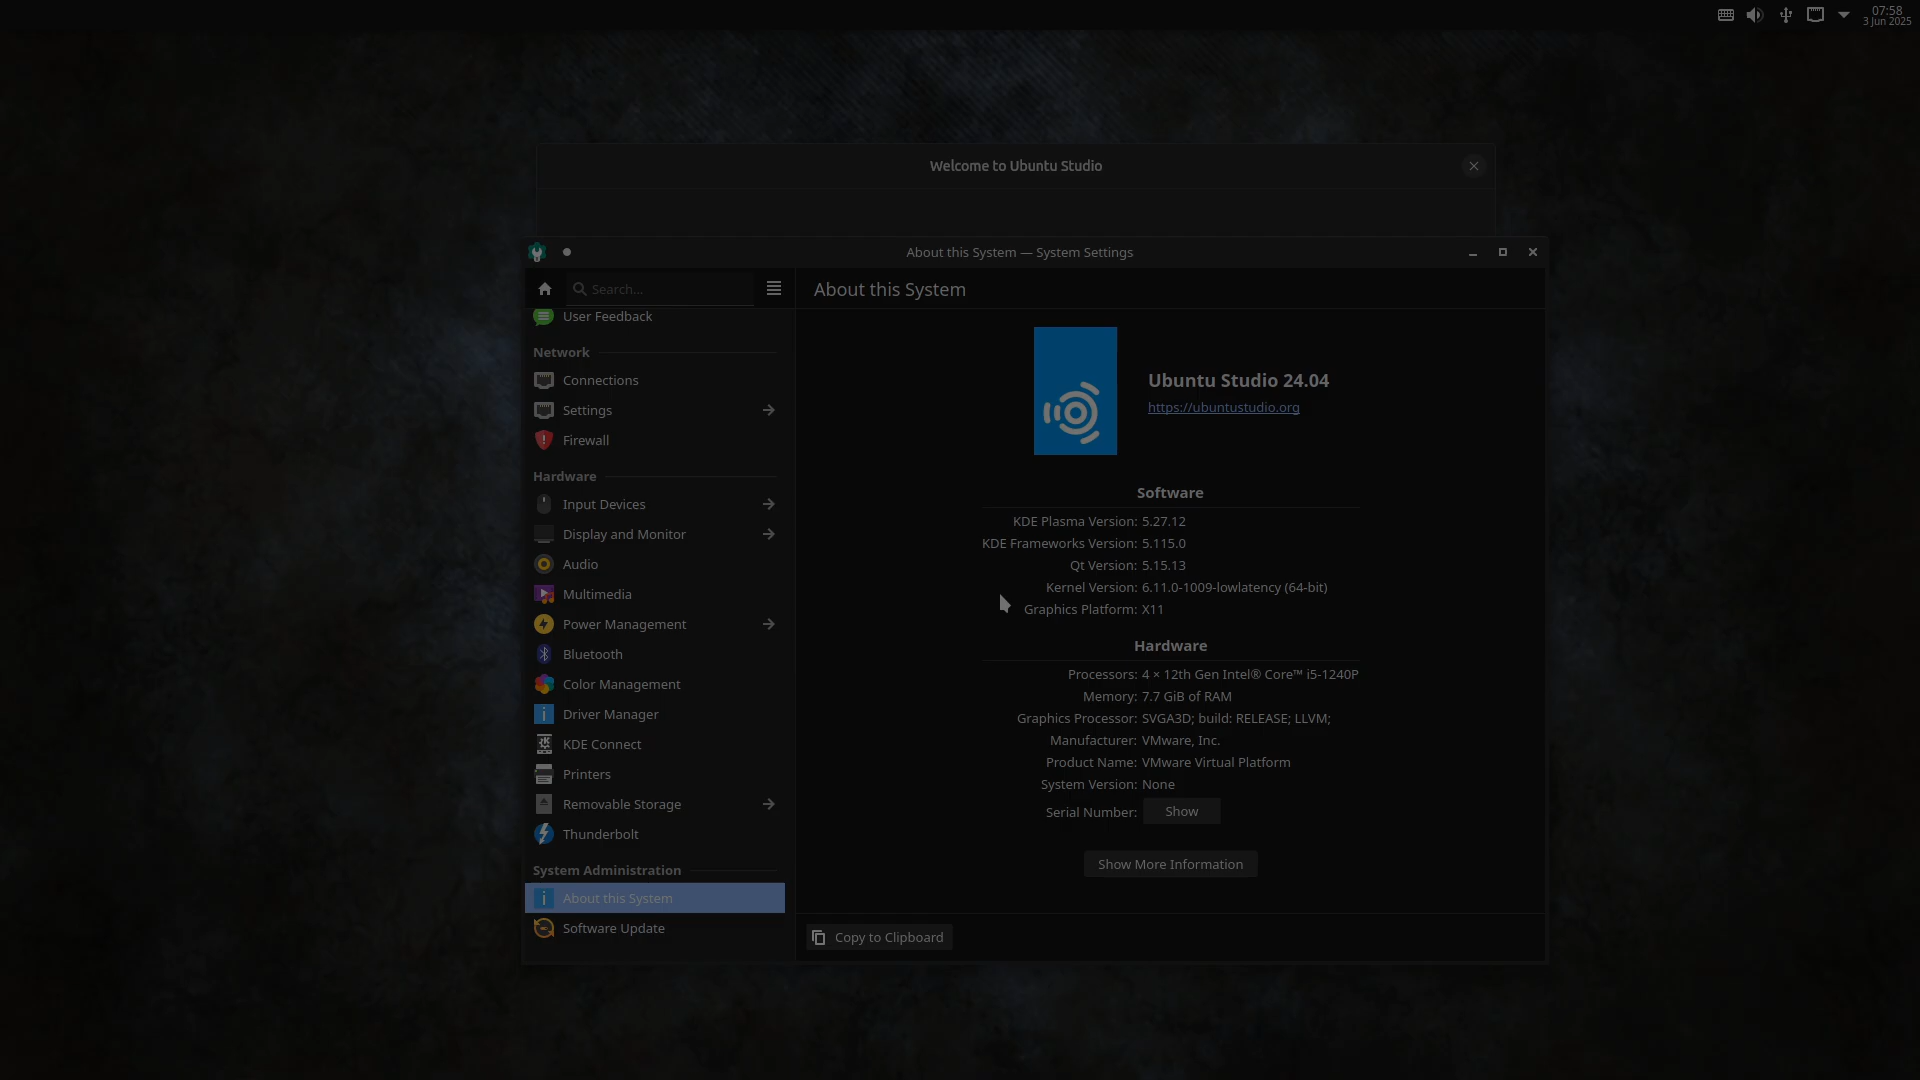 07:58
3 Jun 2025
Welcome to Ubuntu Studio
About this System — System Settings
Search...
About this System
User Feedback
Network
Connections
Settings
Firewall
Hardware
Input Devices
Display and Monitor
Audio
Multimedia
Power Management
Bluetooth
Color Management
Driver Manager
KDE Connect
Printers
Removable Storage
Thunderbolt
System Administration
About this System
Software Update
Ubuntu Studio 24.04
https://ubuntustudio.org
Software
KDE Plasma Version: 5.27.12
KDE Frameworks Version: 5.115.0
Qt Version: 5.15.13
Kernel Version: 6.11.0-1009-lowlatency (64-bit)
Graphics Platform: X11
Hardware
Processors: 4 × 12th Gen Intel® Core™ i5-1240P
Memory: 7.7 GiB of RAM
Graphics Processor: SVGA3D; build: RELEASE; LLVM;
Manufacturer: VMware, Inc.
Product Name: VMware Virtual Platform
System Version: None
Serial Number: Show
Show More Information
Copy to Clipboard